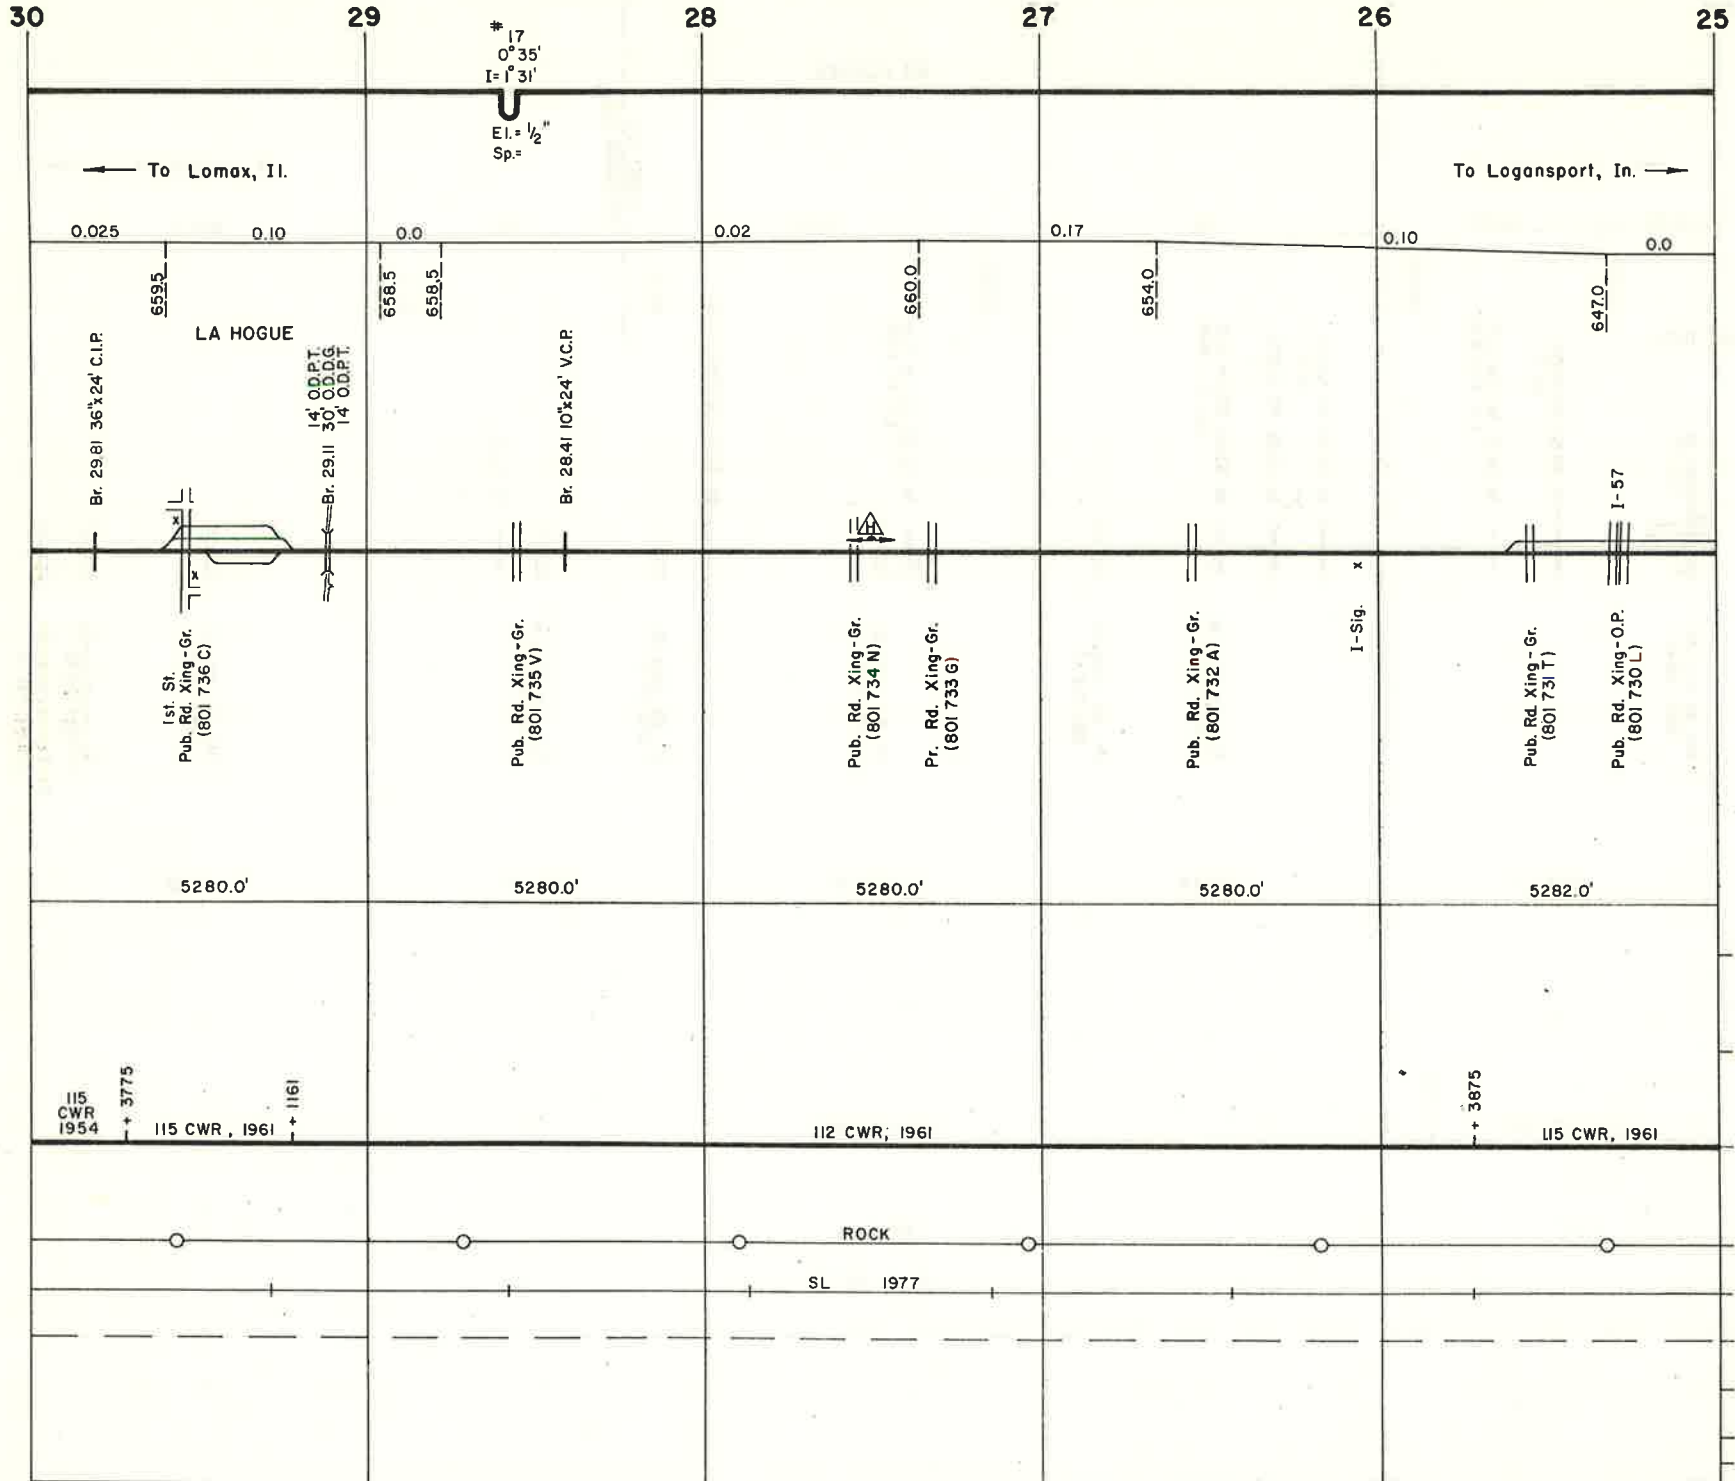 30 29 28 27 26 25
# 17
0° 35'
I= 1° 31'
El.= 1/2"
Sp.=
← To Lomax, Il.
To Logansport, In. →
0.025 0.10 0.0 0.02 0.17 0.10 0.0
659.5
658.5
658.5
660.0
654.0
647.0
LA HOGUE
Br. 29.81 36"x24' C.I.P.
14' O.D.P.T.
Br. 29.11 30' O.D.D.G.
14' O.D.P.T.
Br. 28.41 10"x24' V.C.P.
H
I-57
x
x
x
I-Sig.
1st. St.
Pub. Rd. Xing-Gr.
(801 736 C)
Pub. Rd. Xing-Gr.
(801 735 V)
Pub. Rd. Xing-Gr.
(801 734 N)
Pr. Rd. Xing-Gr.
(801 733 G)
Pub. Rd. Xing-Gr.
(801 732 A)
Pub. Rd. Xing-Gr.
(801 731 T)
Pub. Rd. Xing-O.P.
(801 730 L)
5280.0' 5280.0' 5280.0' 5280.0' 5282.0'
115
CWR
1954
+ 3775
115 CWR, 1961
+ 1161
112 CWR, 1961
+ 3875
115 CWR, 1961
ROCK
SL 1977